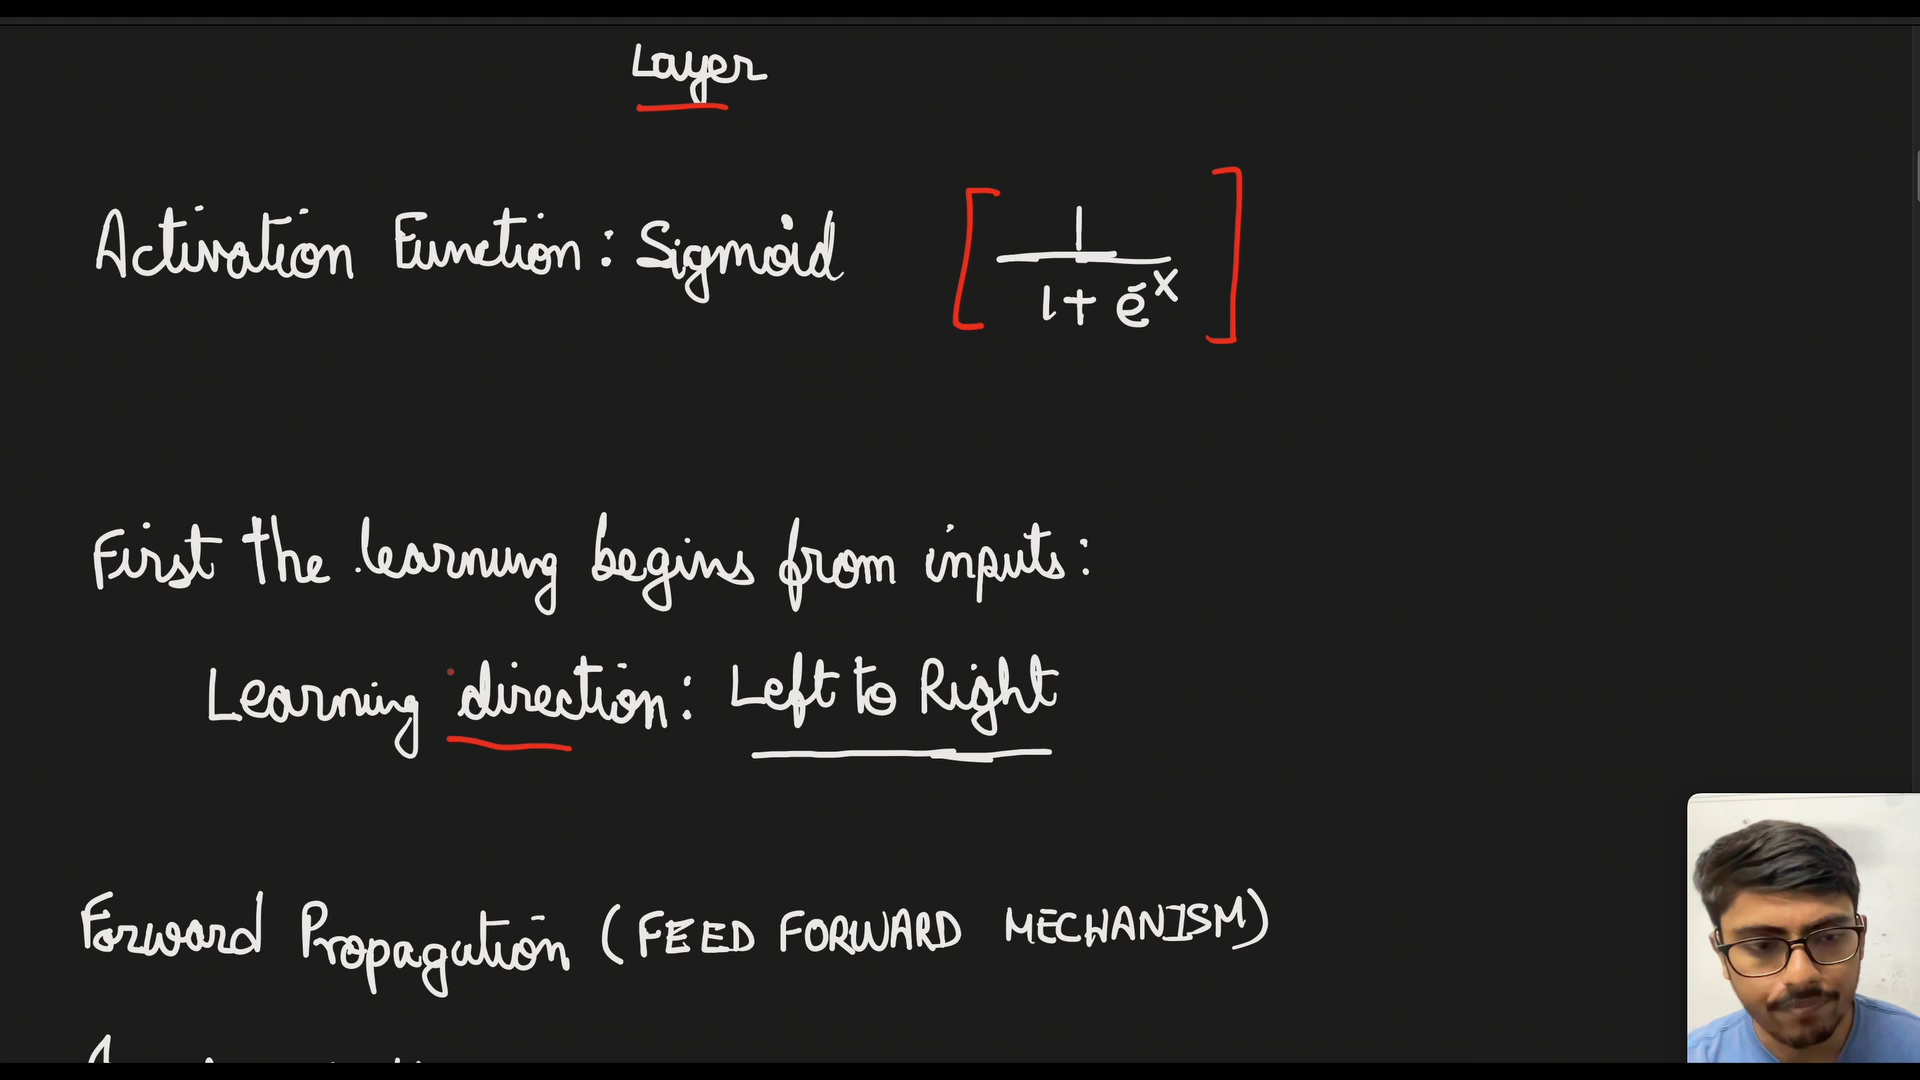 Layer
Activation Function: Sigmoid [ 1 / 1 + e^-x ]
First the learning begins from inputs:
Learning direction: Left to Right
Forward Propagation (FEED FORWARD MECHANISM)